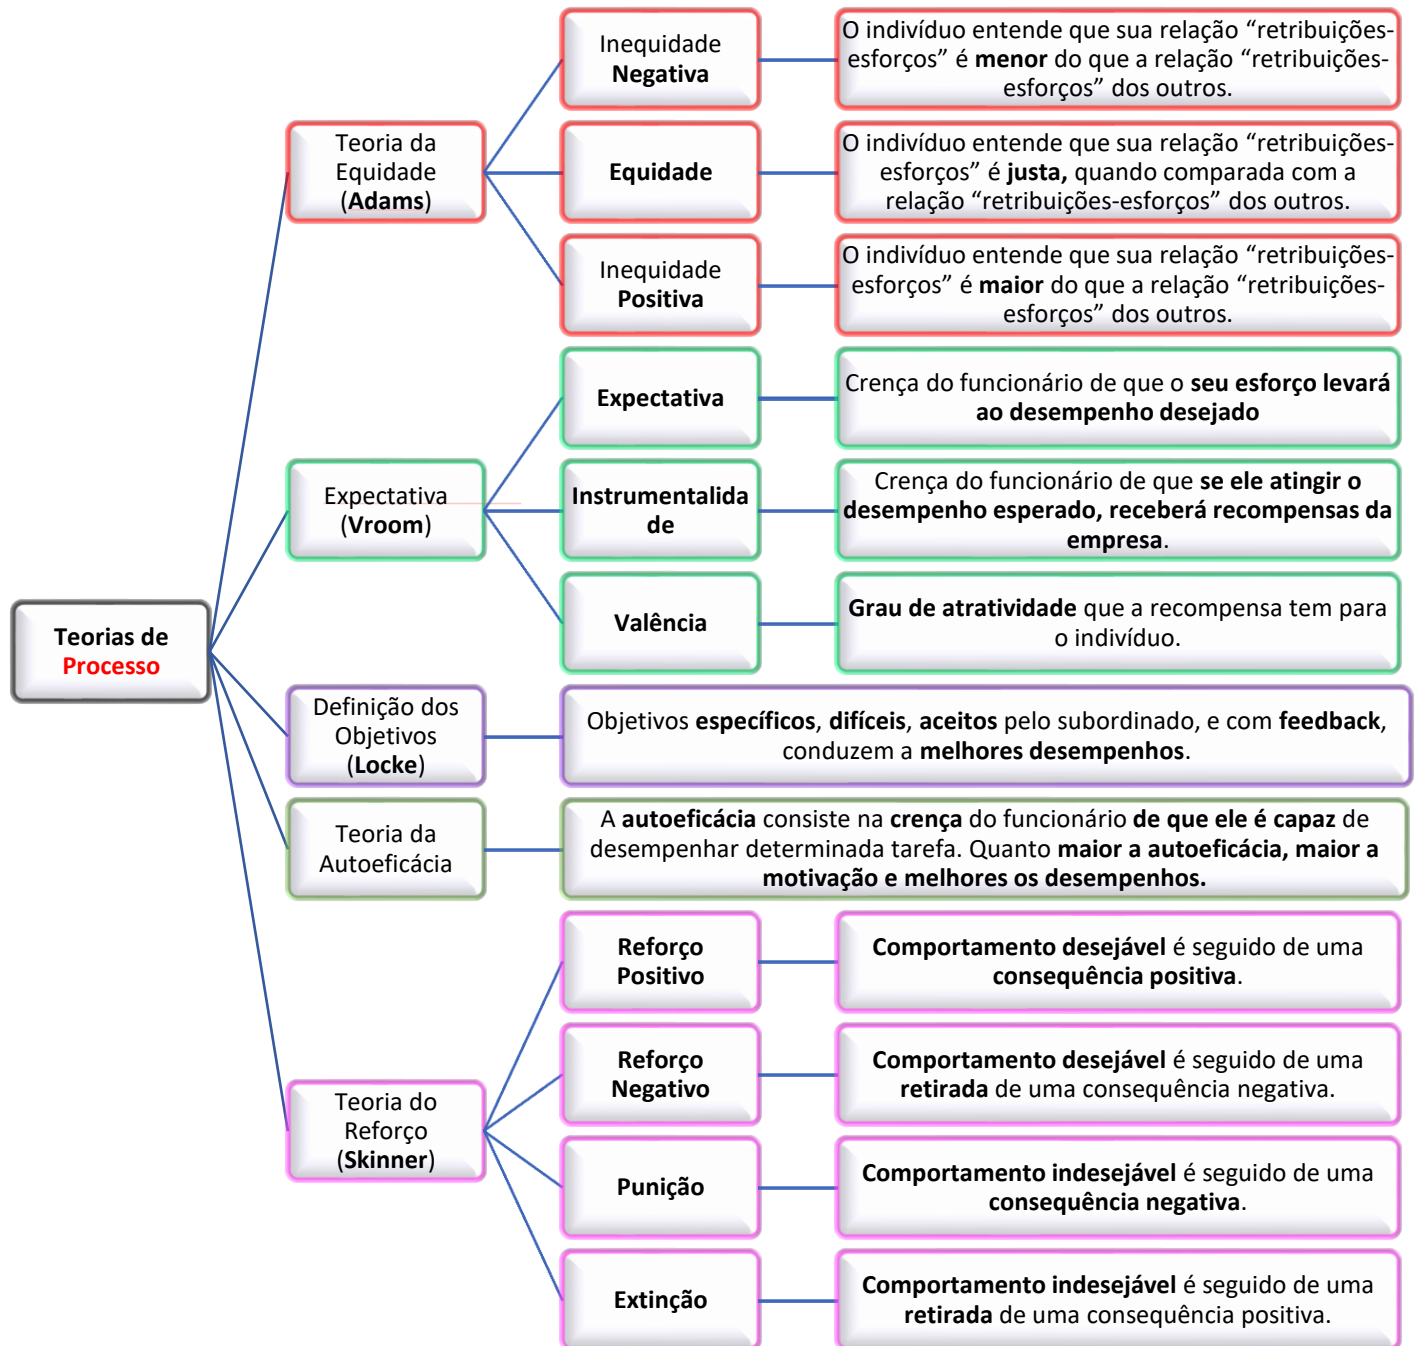 Teorias de
Processo
Teoria da
Equidade
(Adams)
Inequidade
Negativa
O indivíduo entende que sua relação “retribuições-
esforços” é menor do que a relação “retribuições-
esforços” dos outros.
Equidade
O indivíduo entende que sua relação “retribuições-
esforços” é justa, quando comparada com a
relação “retribuições-esforços” dos outros.
Inequidade
Positiva
O indivíduo entende que sua relação “retribuições-
esforços” é maior do que a relação “retribuições-
esforços” dos outros.
Expectativa
(Vroom)
Expectativa
Crença do funcionário de que o seu esforço levará
ao desempenho desejado
Instrumentalida
de
Crença do funcionário de que se ele atingir o
desempenho esperado, receberá recompensas da
empresa.
Valência
Grau de atratividade que a recompensa tem para
o indivíduo.
Definição dos
Objetivos
(Locke)
Objetivos específicos, difíceis, aceitos pelo subordinado, e com feedback,
conduzem a melhores desempenhos.
Teoria da
Autoeficácia
A autoeficácia consiste na crença do funcionário de que ele é capaz de
desempenhar determinada tarefa. Quanto maior a autoeficácia, maior a
motivação e melhores os desempenhos.
Teoria do
Reforço
(Skinner)
Reforço
Positivo
Comportamento desejável é seguido de uma
consequência positiva.
Reforço
Negativo
Comportamento desejável é seguido de uma
retirada de uma consequência negativa.
Punição
Comportamento indesejável é seguido de uma
consequência negativa.
Extinção
Comportamento indesejável é seguido de uma
retirada de uma consequência positiva.